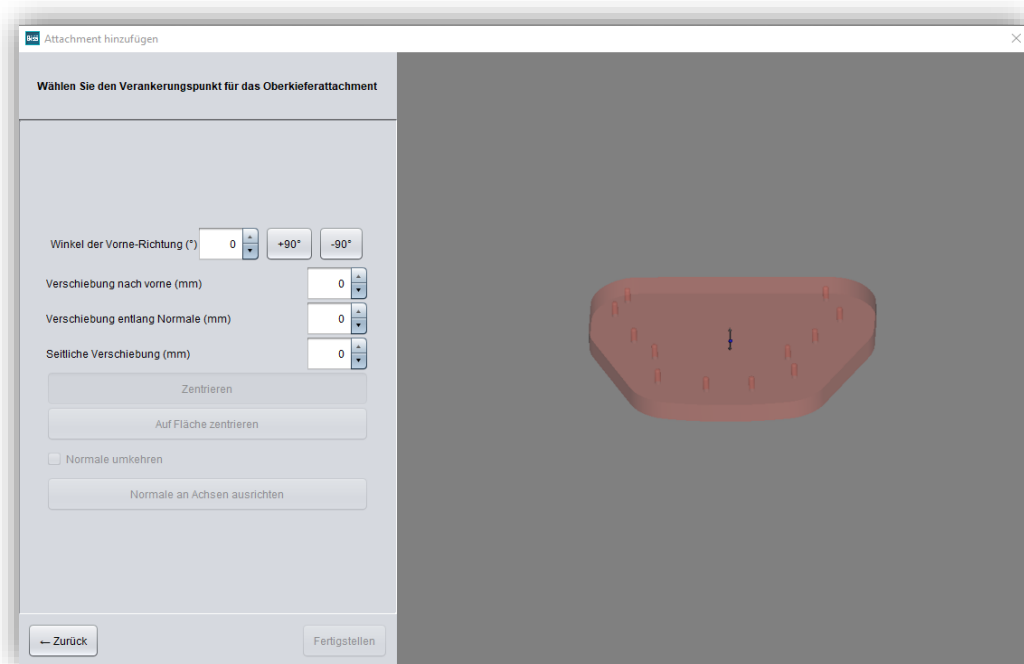 Attachment hinzufügen
Wählen Sie den Verankerungspunkt für das Oberkieferattachment
Winkel der Vorne-Richtung (°) 0 +90° -90°
Verschiebung nach vorne (mm) 0
Verschiebung entlang Normale (mm) 0
Seitliche Verschiebung (mm) 0
Zentrieren
Auf Fläche zentrieren
Normale umkehren
Normale an Achsen ausrichten
← Zurück Fertigstellen